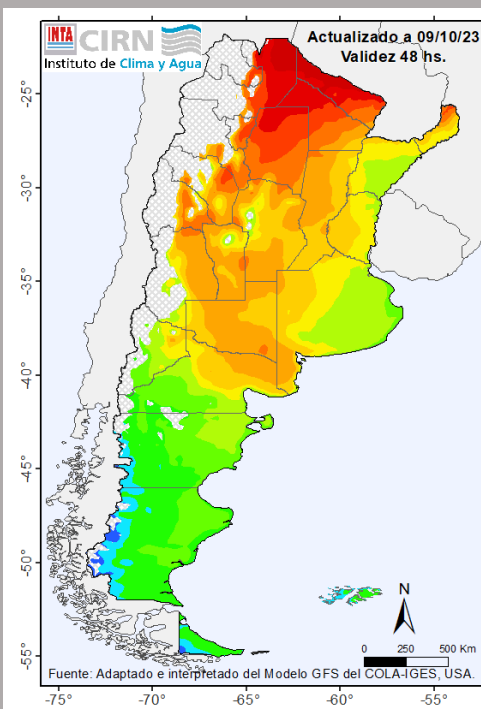 INTA CIRN
Instituto de Clima y Agua
Actualizado a 09/10/23
Validez 48 hs.
-25°
-30°
-35°
-40°
-45°
-50°
-55°
N
0 250 500 Km
Fuente: Adaptado e interpretado del Modelo GFS del COLA-IGES, USA.
-75° -70° -65° -60° -55°